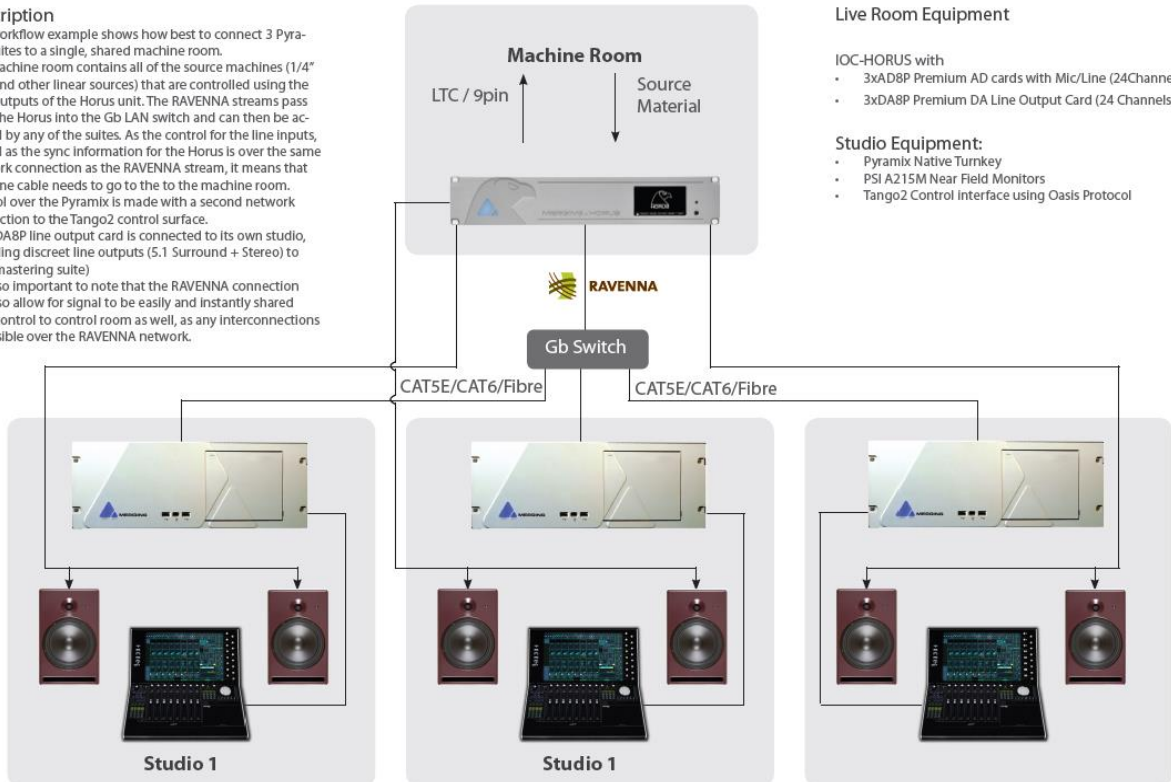 ription
orkflow example shows how best to connect 3 Pyra-
ites to a single, shared machine room.
achine room contains all of the source machines (1/4"
nd other linear sources) that are controlled using the
utputs of the Horus unit. The RAVENNA streams pass
the Horus into the Gb LAN switch and can then be ac-
d by any of the suites. As the control for the line inputs,
l as the sync information for the Horus is over the same
rk connection as the RAVENNA stream, it means that
ne cable needs to go to the to the machine room.
ol over the Pyramix is made with a second network
ction to the Tango2 control surface.
DA8P line output card is connected to its own studio,
ling discreet line outputs (5.1 Surround + Stereo) to
mastering suite)
so important to note that the RAVENNA connection
so allow for signal to be easily and instantly shared
ontrol to control room as well, as any interconnections
sible over the RAVENNA network.
Machine Room
LTC / 9pin
Source
Material
MERGING • HORUS
HORUS
RAVENNA
Gb Switch
CAT5E/CAT6/Fibre
CAT5E/CAT6/Fibre
Live Room Equipment
IOC-HORUS with
• 3xAD8P Premium AD cards with Mic/Line (24Channe
• 3xDA8P Premium DA Line Output Card (24 Channels
Studio Equipment:
• Pyramix Native Turnkey
• PSI A215M Near Field Monitors
• Tango2 Control interface using Oasis Protocol
MERGING
MERGING
MERGING
Studio 1
Studio 1